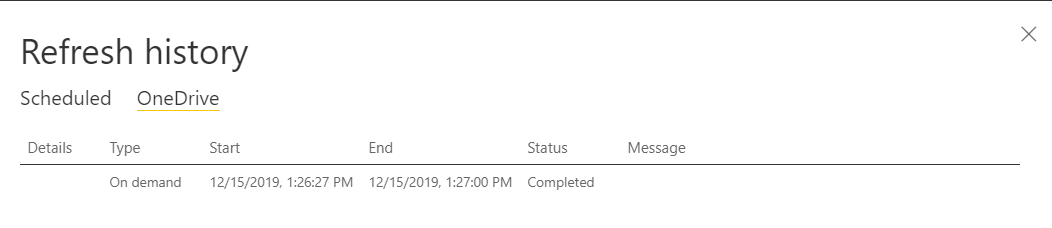 Refresh history
Scheduled OneDrive
Details Type Start End Status Message
On demand 12/15/2019, 1:26:27 PM 12/15/2019, 1:27:00 PM Completed